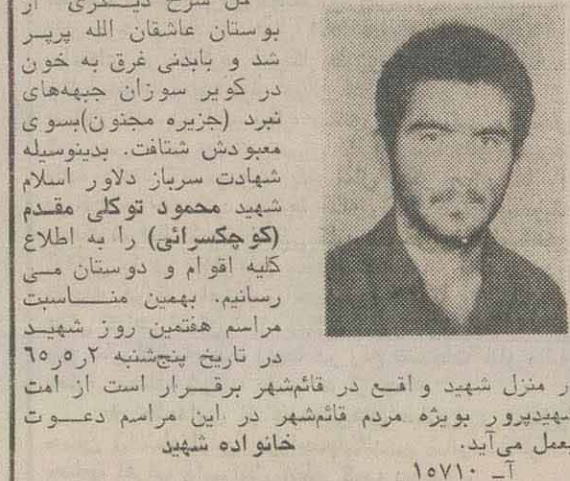 گل سرخ دیگری از
بوستان عاشقان الله پرپر
شد و بابدنی غرق به خون
در کویر سوزان جبهه‌های
نبرد (جزیره مجنون)بسوی
معبودش شتافت. بدینوسیله
شهادت سرباز دلاور اسلام
شهید محمود توکلی مقدم
(کوچکسرائی) را به اطلاع
کلیه اقوام و دوستان می
رسانیم. بهمین مناسبت
مراسم هفتمین روز شهید
در تاریخ پنجشنبه ۲ر۵ر۶۵
در منزل شهید واقع در قائمشهر برقرار است از امت
شهیدپرور بویژه مردم قائمشهر در این مراسم دعوت
بعمل می‌آید.
خانواده شهید
آ_ ۱۵۷۱۰